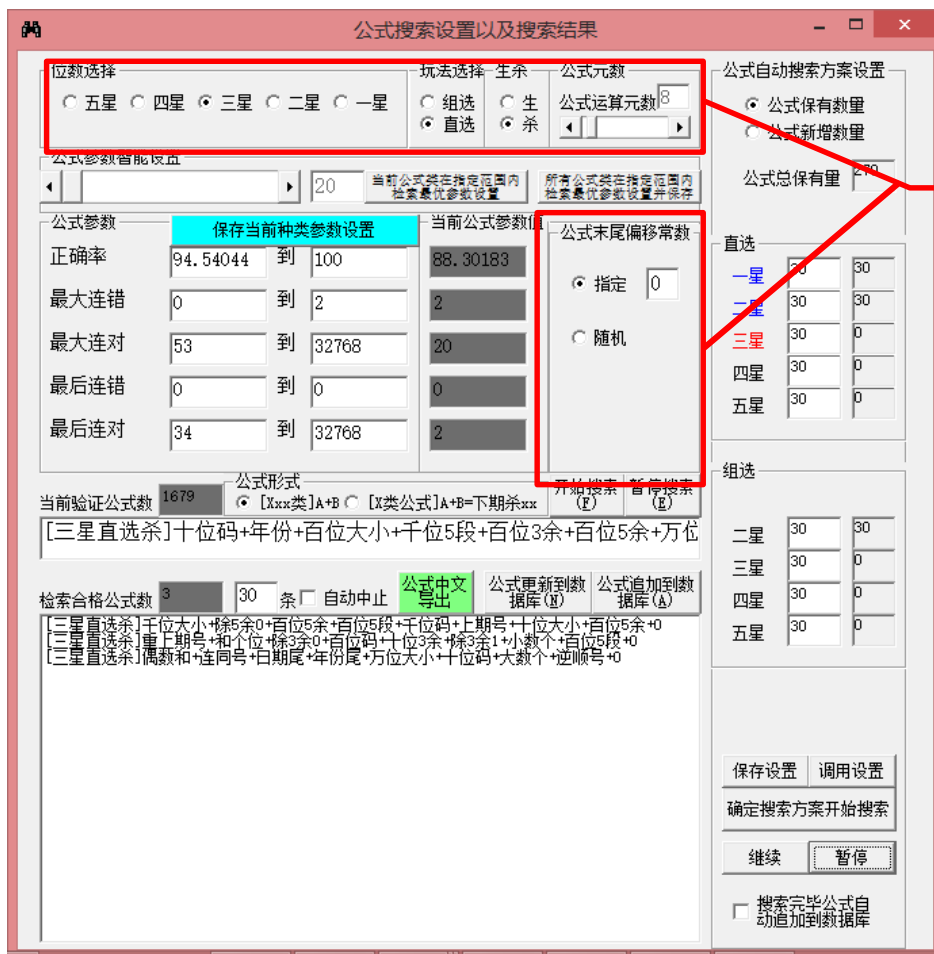 公式搜索设置以及搜索结果
位数选择
五星 四星 三星 二星 一星
玩法选择
组选
直选
生杀
生
杀
公式元数
公式运算元数 8
公式自动搜索方案设置
公式保有数量
公式新增数量
公式总保有量 270
公式参数智能设置
20
当前公式类在指定范围内
检索最优参数设置
所有公式类在指定范围内
检索最优参数设置并保存
公式参数
保存当前种类参数设置
当前公式参数值
正确率 94.54044 到 100 88.30183
最大连错 0 到 2 2
最大连对 53 到 32768 20
最后连错 0 到 0 0
最后连对 34 到 32768 2
公式末尾偏移常数
指定 0
随机
直选
一星 30 30
二星 30 30
三星 30 0
四星 30 0
五星 30 0
当前验证公式数 1679
公式形式
[Xxx类]A+B [X类公式]A+B=下期杀xx
开始搜索
(F)
暂停搜索
(E)
[三星直选杀]十位码+年份+百位大小+千位5段+百位3余+百位5余+万位
组选
二星 30 30
三星 30 0
四星 30 0
五星 30 0
检索合格公式数 3 30 条 自动中止
公式中文
导出
公式更新到数
据库(N)
公式追加到数
据库(A)
[三星直选杀]千位大小+除5余0+百位5余+百位5段+千位码+上期号+十位大小+百位5余+0
[三星直选杀]重上期号+和个位+除3余0+百位码+十位3余+除3余1+小数个+百位5段+0
[三星直选杀]偶数和+连同号+日期尾+年份尾+万位大小+十位码+大数个+逆顺号+0
保存设置 调用设置
确定搜索方案开始搜索
继续 暂停
搜索完毕公式自
动追加到数据库